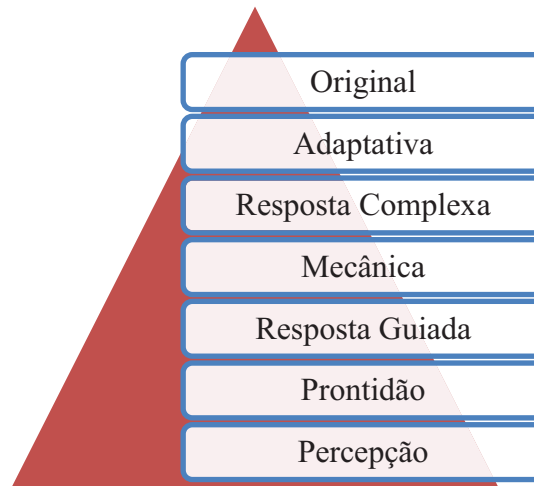 Original
Adaptativa
Resposta Complexa
Mecânica
Resposta Guiada
Prontidão
Percepção